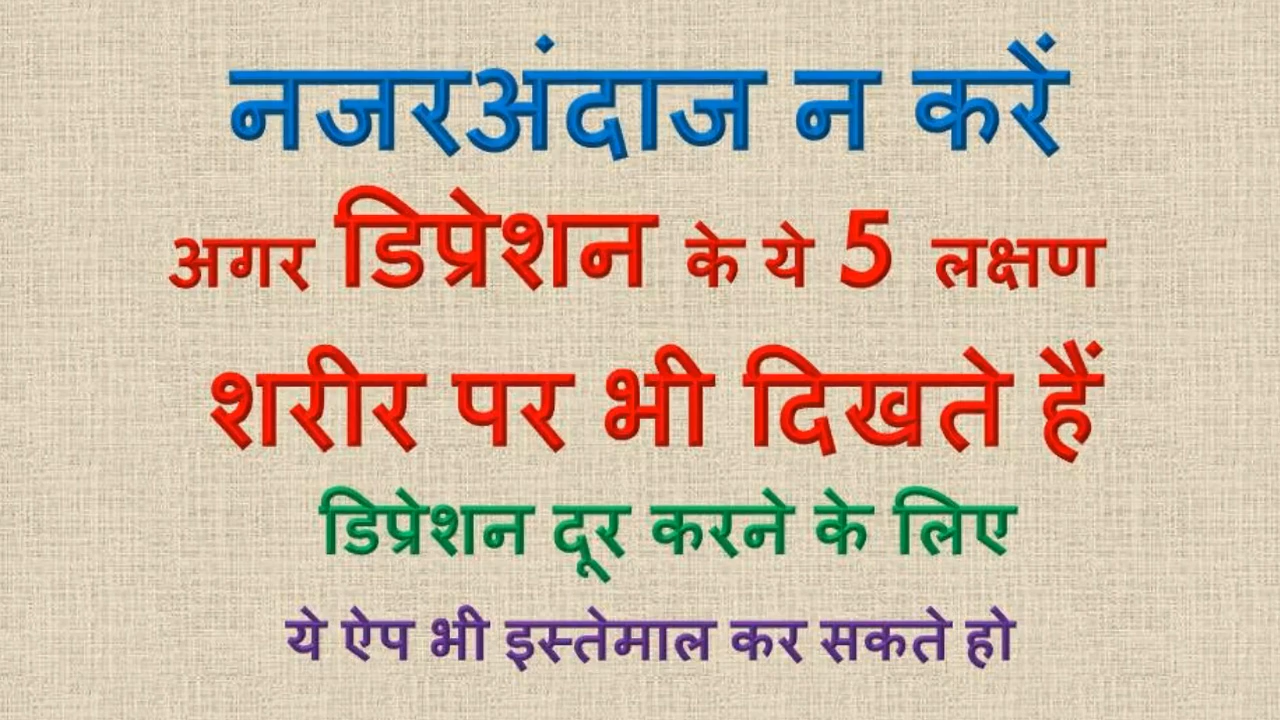 नजरअंदाज न करें
अगर डिप्रेशन के ये 5 लक्षण
शरीर पर भी दिखते हैं
डिप्रेशन दूर करने के लिए
ये ऐप भी इस्तेमाल कर सकते हो